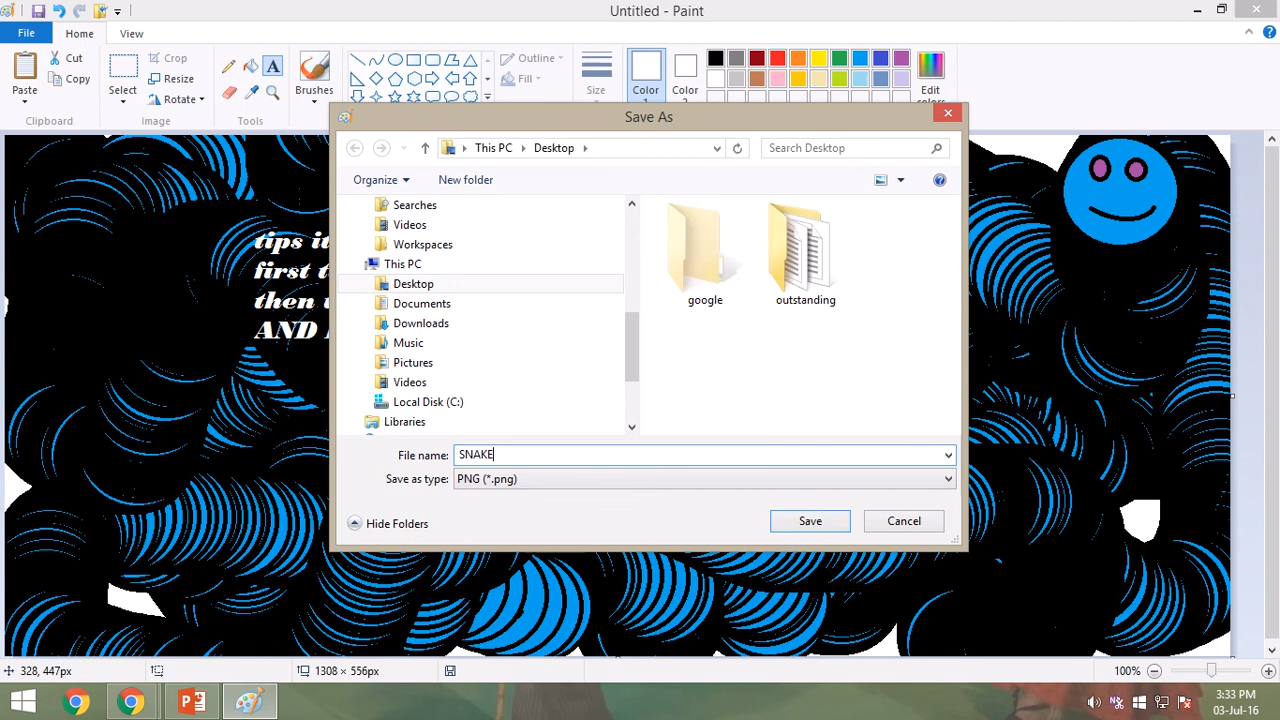 Untitled - Paint
File
Home
View
Paste
Cut
Copy
Clipboard
Select
Crop
Resize
Rotate
Image
A
Tools
Brushes
Outline
Fill
Size
Color
1
Color
2
Edit
colors
Save As
This PC
Desktop
Search Desktop
Organize
New folder
Searches
Videos
Workspaces
This PC
Desktop
Documents
Downloads
Music
Pictures
Videos
Local Disk (C:)
Libraries
google
outstanding
tips it
first t
then
AND
File name:
SNAKE
Save as type:
PNG (*.png)
Hide Folders
Save
Cancel
328, 447px
1308 × 556px
100%
3:33 PM
03-Jul-16